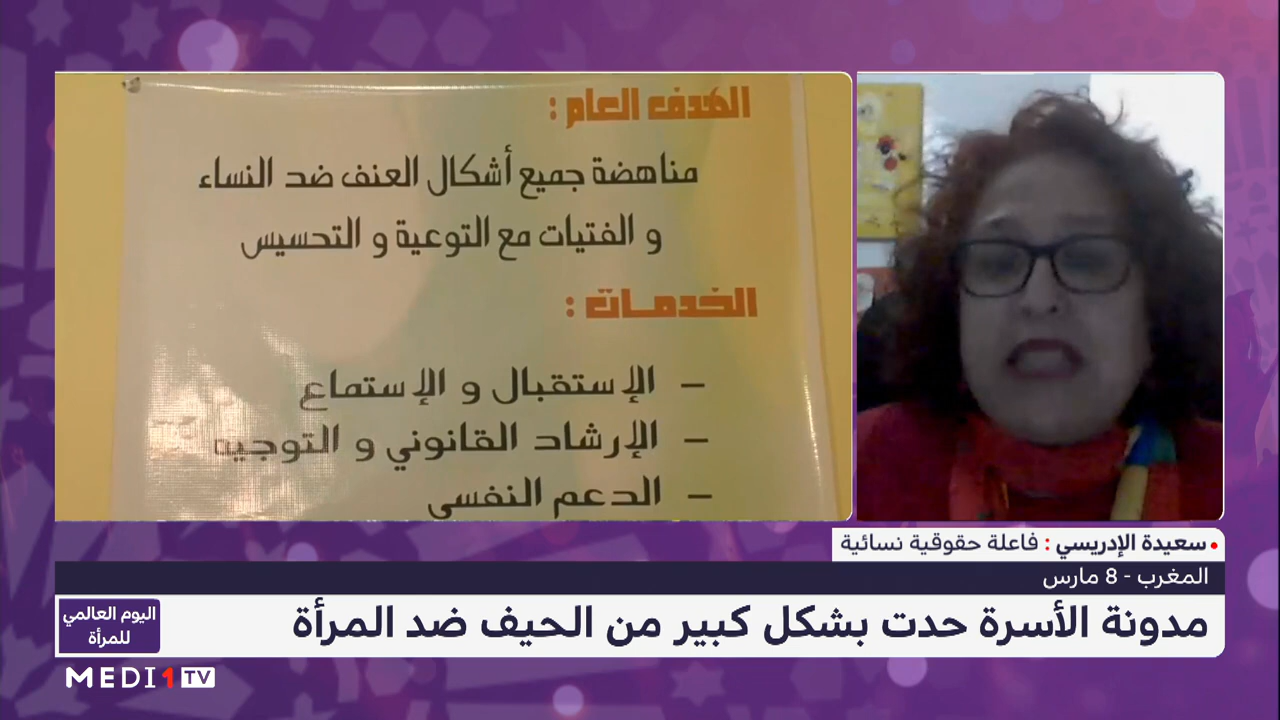 الهدف العام :
مناهضة جميع أشكال العنف ضد النساء
و الفتيات مع التوعية و التحسيس
الخدمات :
– الإستقبال و الإستماع
– الإرشاد القانوني و التوجيه
– الدعم النفسي
• سعيدة الإدريسي : فاعلة حقوقية نسائية
المغرب - 8 مارس
مدونة الأسرة حدت بشكل كبير من الحيف ضد المرأة
اليوم العالمي
للمرأة
MEDI1 TV